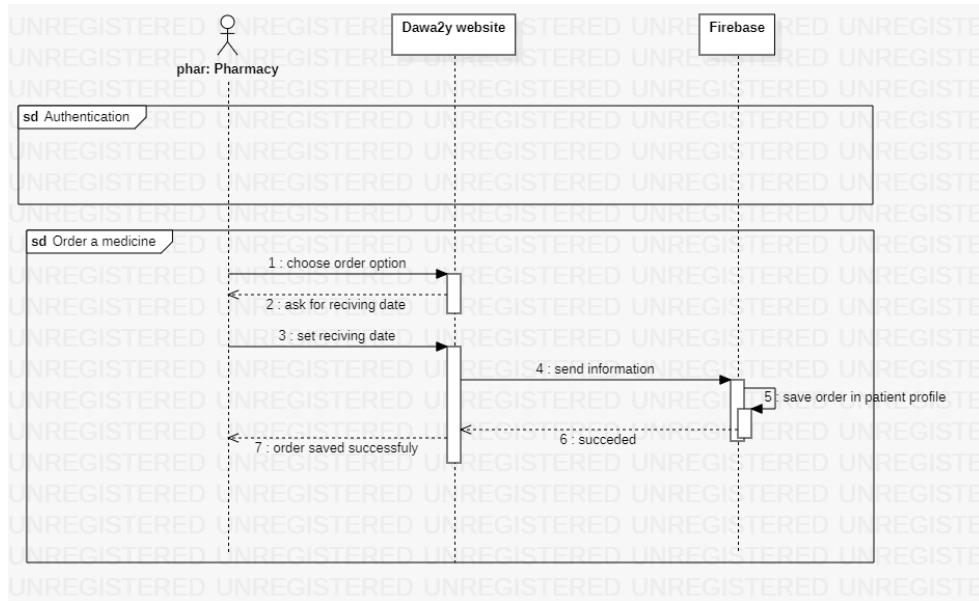 Dawa2y website
Firebase
phar: Pharmacy
sd Authentication
sd Order a medicine
1 : choose order option
2 : ask for reciving date
3 : set reciving date
4 : send information
5 : save order in patient profile
6 : succeded
7 : order saved successfuly
UNREGISTERED